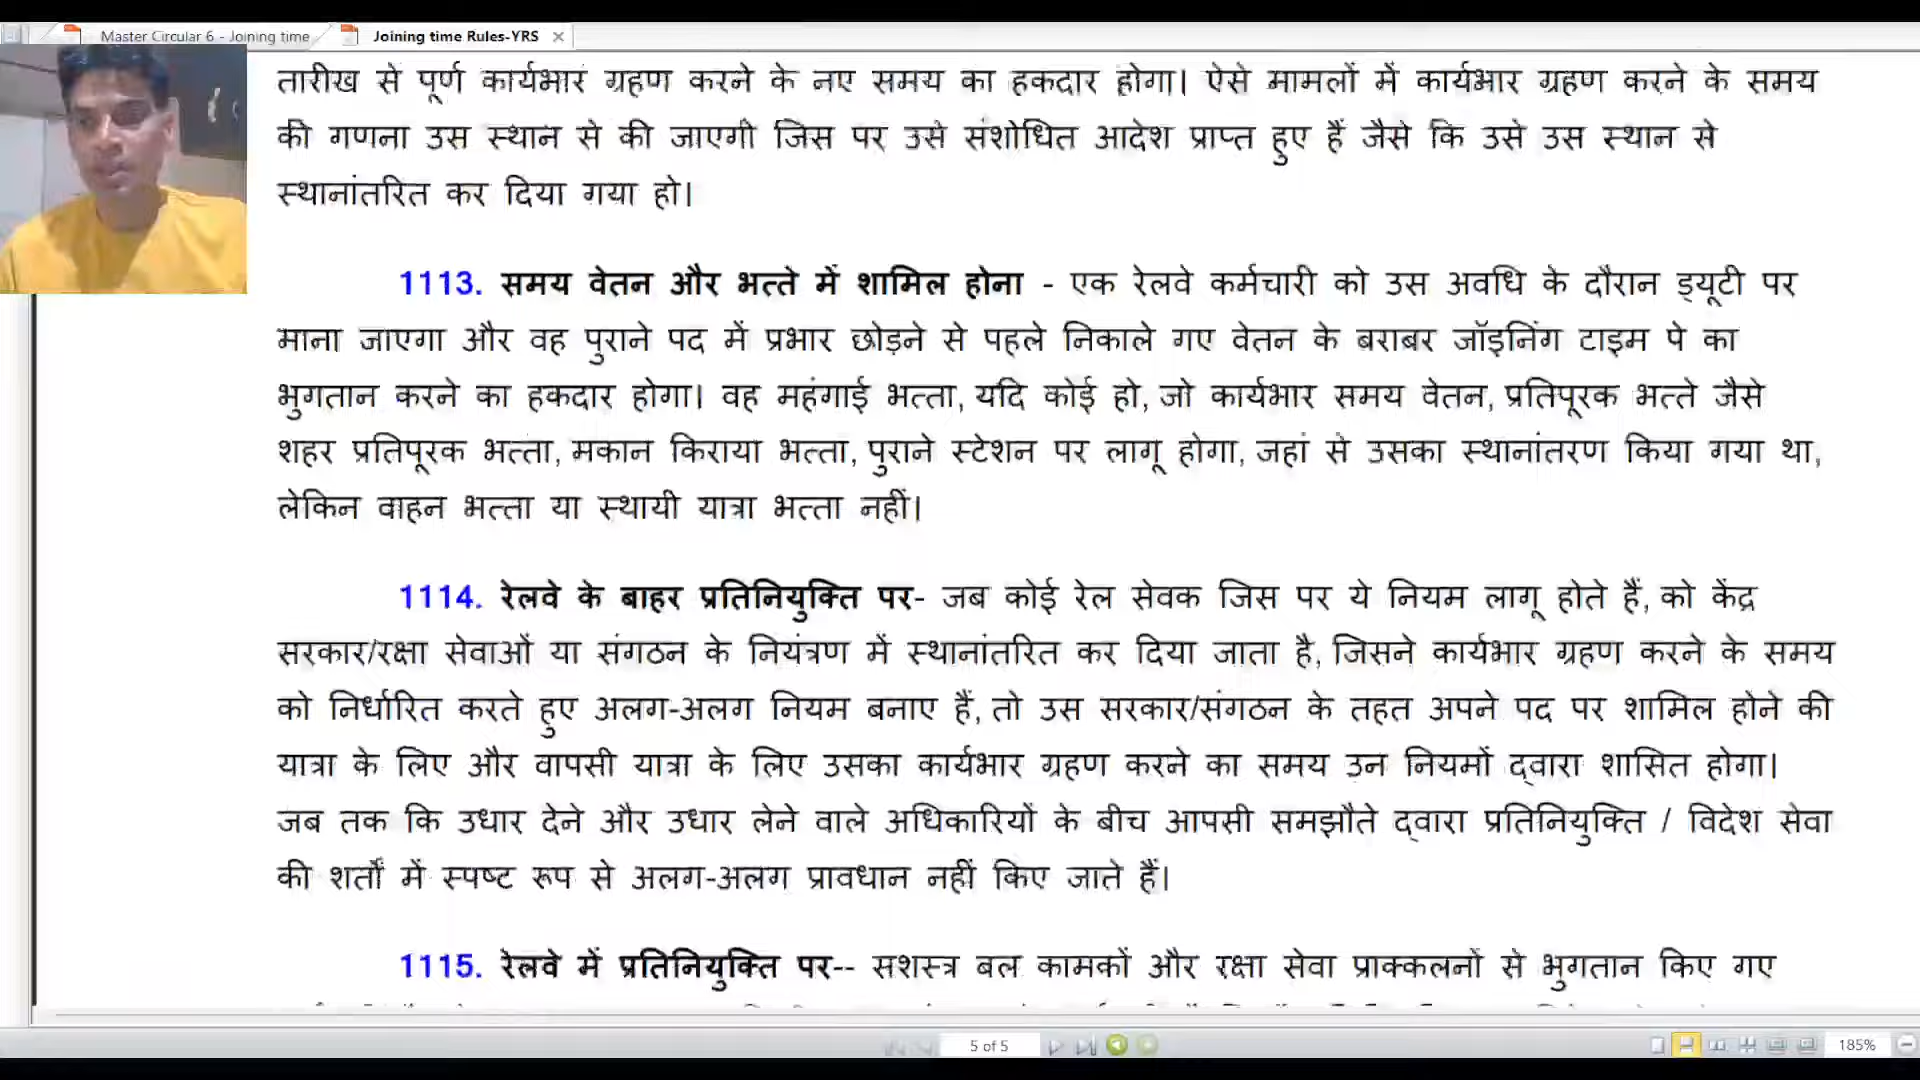 Master Circular 6 - Joining time
Joining time Rules-YRS
तारीख से पूर्ण कार्यभार ग्रहण करने के नए समय का हकदार होगा। ऐसे मामलों में कार्यभार ग्रहण करने के समय
की गणना उस स्थान से की जाएगी जिस पर उसे संशोधित आदेश प्राप्त हुए हैं जैसे कि उसे उस स्थान से
स्थानांतरित कर दिया गया हो।
1113. समय वेतन और भत्ते में शामिल होना - एक रेलवे कर्मचारी को उस अवधि के दौरान ड्यूटी पर
माना जाएगा और वह पुराने पद में प्रभार छोड़ने से पहले निकाले गए वेतन के बराबर जॉइनिंग टाइम पे का
भुगतान करने का हकदार होगा। वह महंगाई भत्ता, यदि कोई हो, जो कार्यभार समय वेतन, प्रतिपूरक भत्ते जैसे
शहर प्रतिपूरक भत्ता, मकान किराया भत्ता, पुराने स्टेशन पर लागू होगा, जहां से उसका स्थानांतरण किया गया था,
लेकिन वाहन भत्ता या स्थायी यात्रा भत्ता नहीं।
1114. रेलवे के बाहर प्रतिनियुक्ति पर- जब कोई रेल सेवक जिस पर ये नियम लागू होते हैं, को केंद्र
सरकार/रक्षा सेवाओं या संगठन के नियंत्रण में स्थानांतरित कर दिया जाता है, जिसने कार्यभार ग्रहण करने के समय
को निर्धारित करते हुए अलग-अलग नियम बनाए हैं, तो उस सरकार/संगठन के तहत अपने पद पर शामिल होने की
यात्रा के लिए और वापसी यात्रा के लिए उसका कार्यभार ग्रहण करने का समय उन नियमों द्वारा शासित होगा।
जब तक कि उधार देने और उधार लेने वाले अधिकारियों के बीच आपसी समझौते द्वारा प्रतिनियुक्ति / विदेश सेवा
की शर्तों में स्पष्ट रूप से अलग-अलग प्रावधान नहीं किए जाते हैं।
1115. रेलवे में प्रतिनियुक्ति पर-- सशस्त्र बल कामकों और रक्षा सेवा प्राक्कलनों से भुगतान किए गए
5 of 5
185%